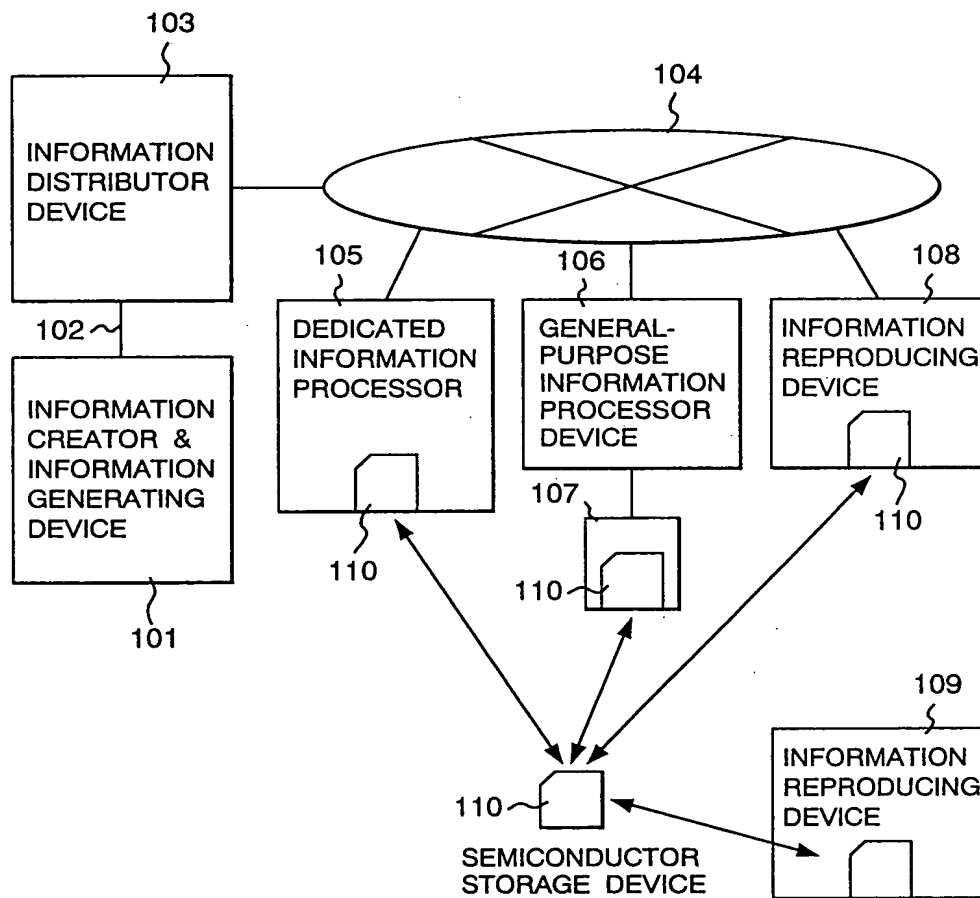 103
INFORMATION
DISTRIBUTOR
DEVICE
104
102
INFORMATION
CREATOR &
INFORMATION
GENERATING
DEVICE
101
105
DEDICATED
INFORMATION
PROCESSOR
110
106
GENERAL-
PURPOSE
INFORMATION
PROCESSOR
DEVICE
107
110
108
INFORMATION
REPRODUCING
DEVICE
110
110
SEMICONDUCTOR
STORAGE DEVICE
109
INFORMATION
REPRODUCING
DEVICE